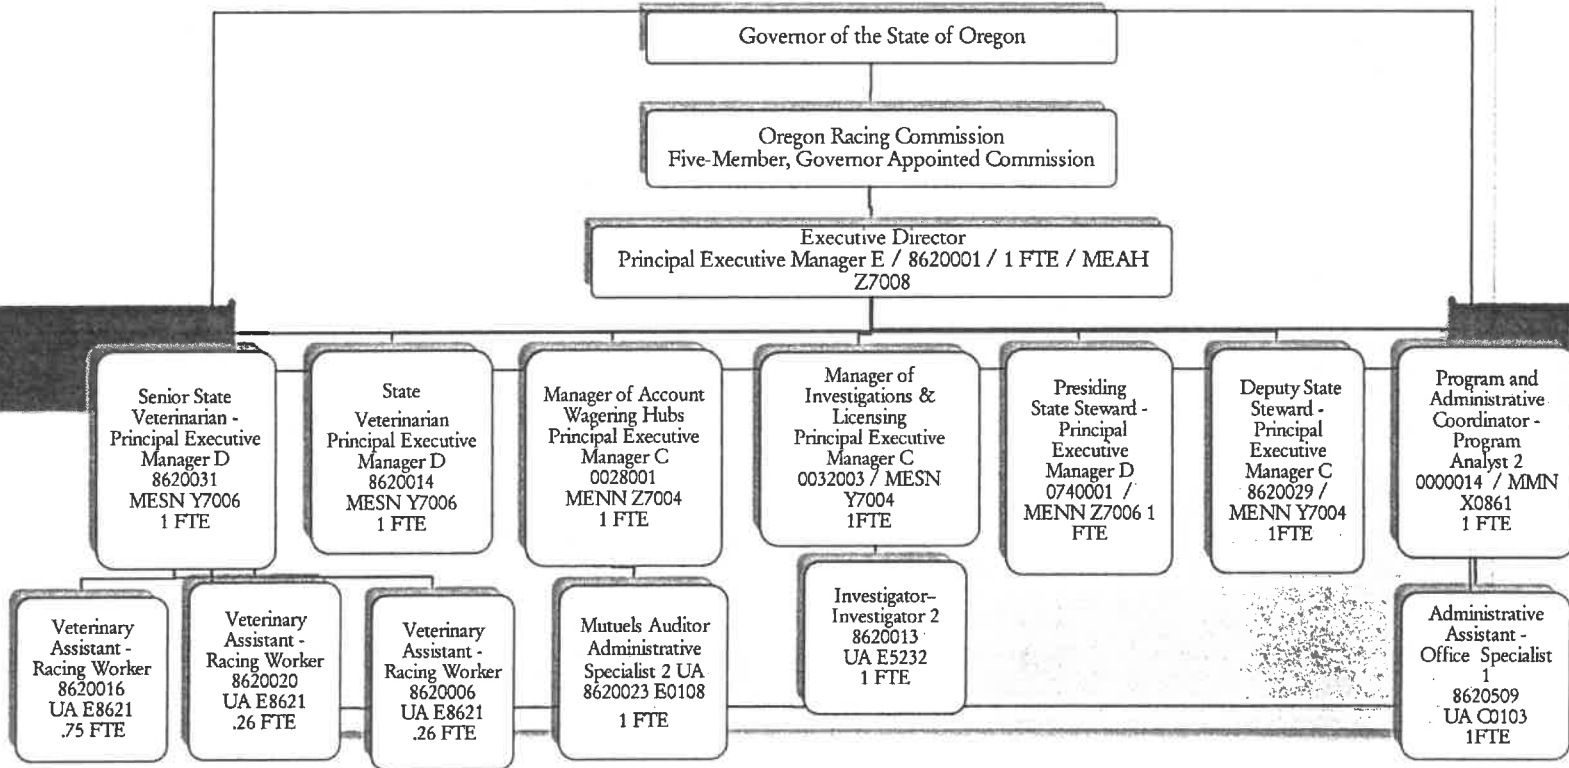 Governor of the State of Oregon
Oregon Racing Commission
Five-Member, Governor Appointed Commission
Executive Director
Principal Executive Manager E / 8620001 / 1 FTE / MEAH
Z7008
Senior State
Veterinarian -
Principal Executive
Manager D
8620031
MESN Y7006
1 FTE
State
Veterinarian
Principal Executive
Manager D
8620014
MESN Y7006
1 FTE
Manager of Account
Wagering Hubs
Principal Executive
Manager C
0028001
MENN Z7004
1 FTE
Manager of
Investigations &
Licensing
Principal Executive
Manager C
0032003 / MESN
Y7004
1FTE
Presiding
State Steward -
Principal
Executive
Manager D
0740001 /
MENN Z7006 1
FTE
Deputy State
Steward -
Principal
Executive
Manager C
8620029 /
MENN Y7004
1FTE
Program and
Administrative
Coordinator -
Program
Analyst 2
0000014 / MMN
X0861
1 FTE
Veterinary
Assistant -
Racing Worker
8620016
UA E8621
.75 FTE
Veterinary
Assistant -
Racing Worker
8620020
UA E8621
.26 FTE
Veterinary
Assistant -
Racing Worker
8620006
UA E8621
.26 FTE
Mutuels Auditor
Administrative
Specialist 2 UA
8620023 E0108
1 FTE
Investigator–
Investigator 2
8620013
UA E5232
1 FTE
Administrative
Assistant -
Office Specialist
1
8620509
UA C0103
1FTE